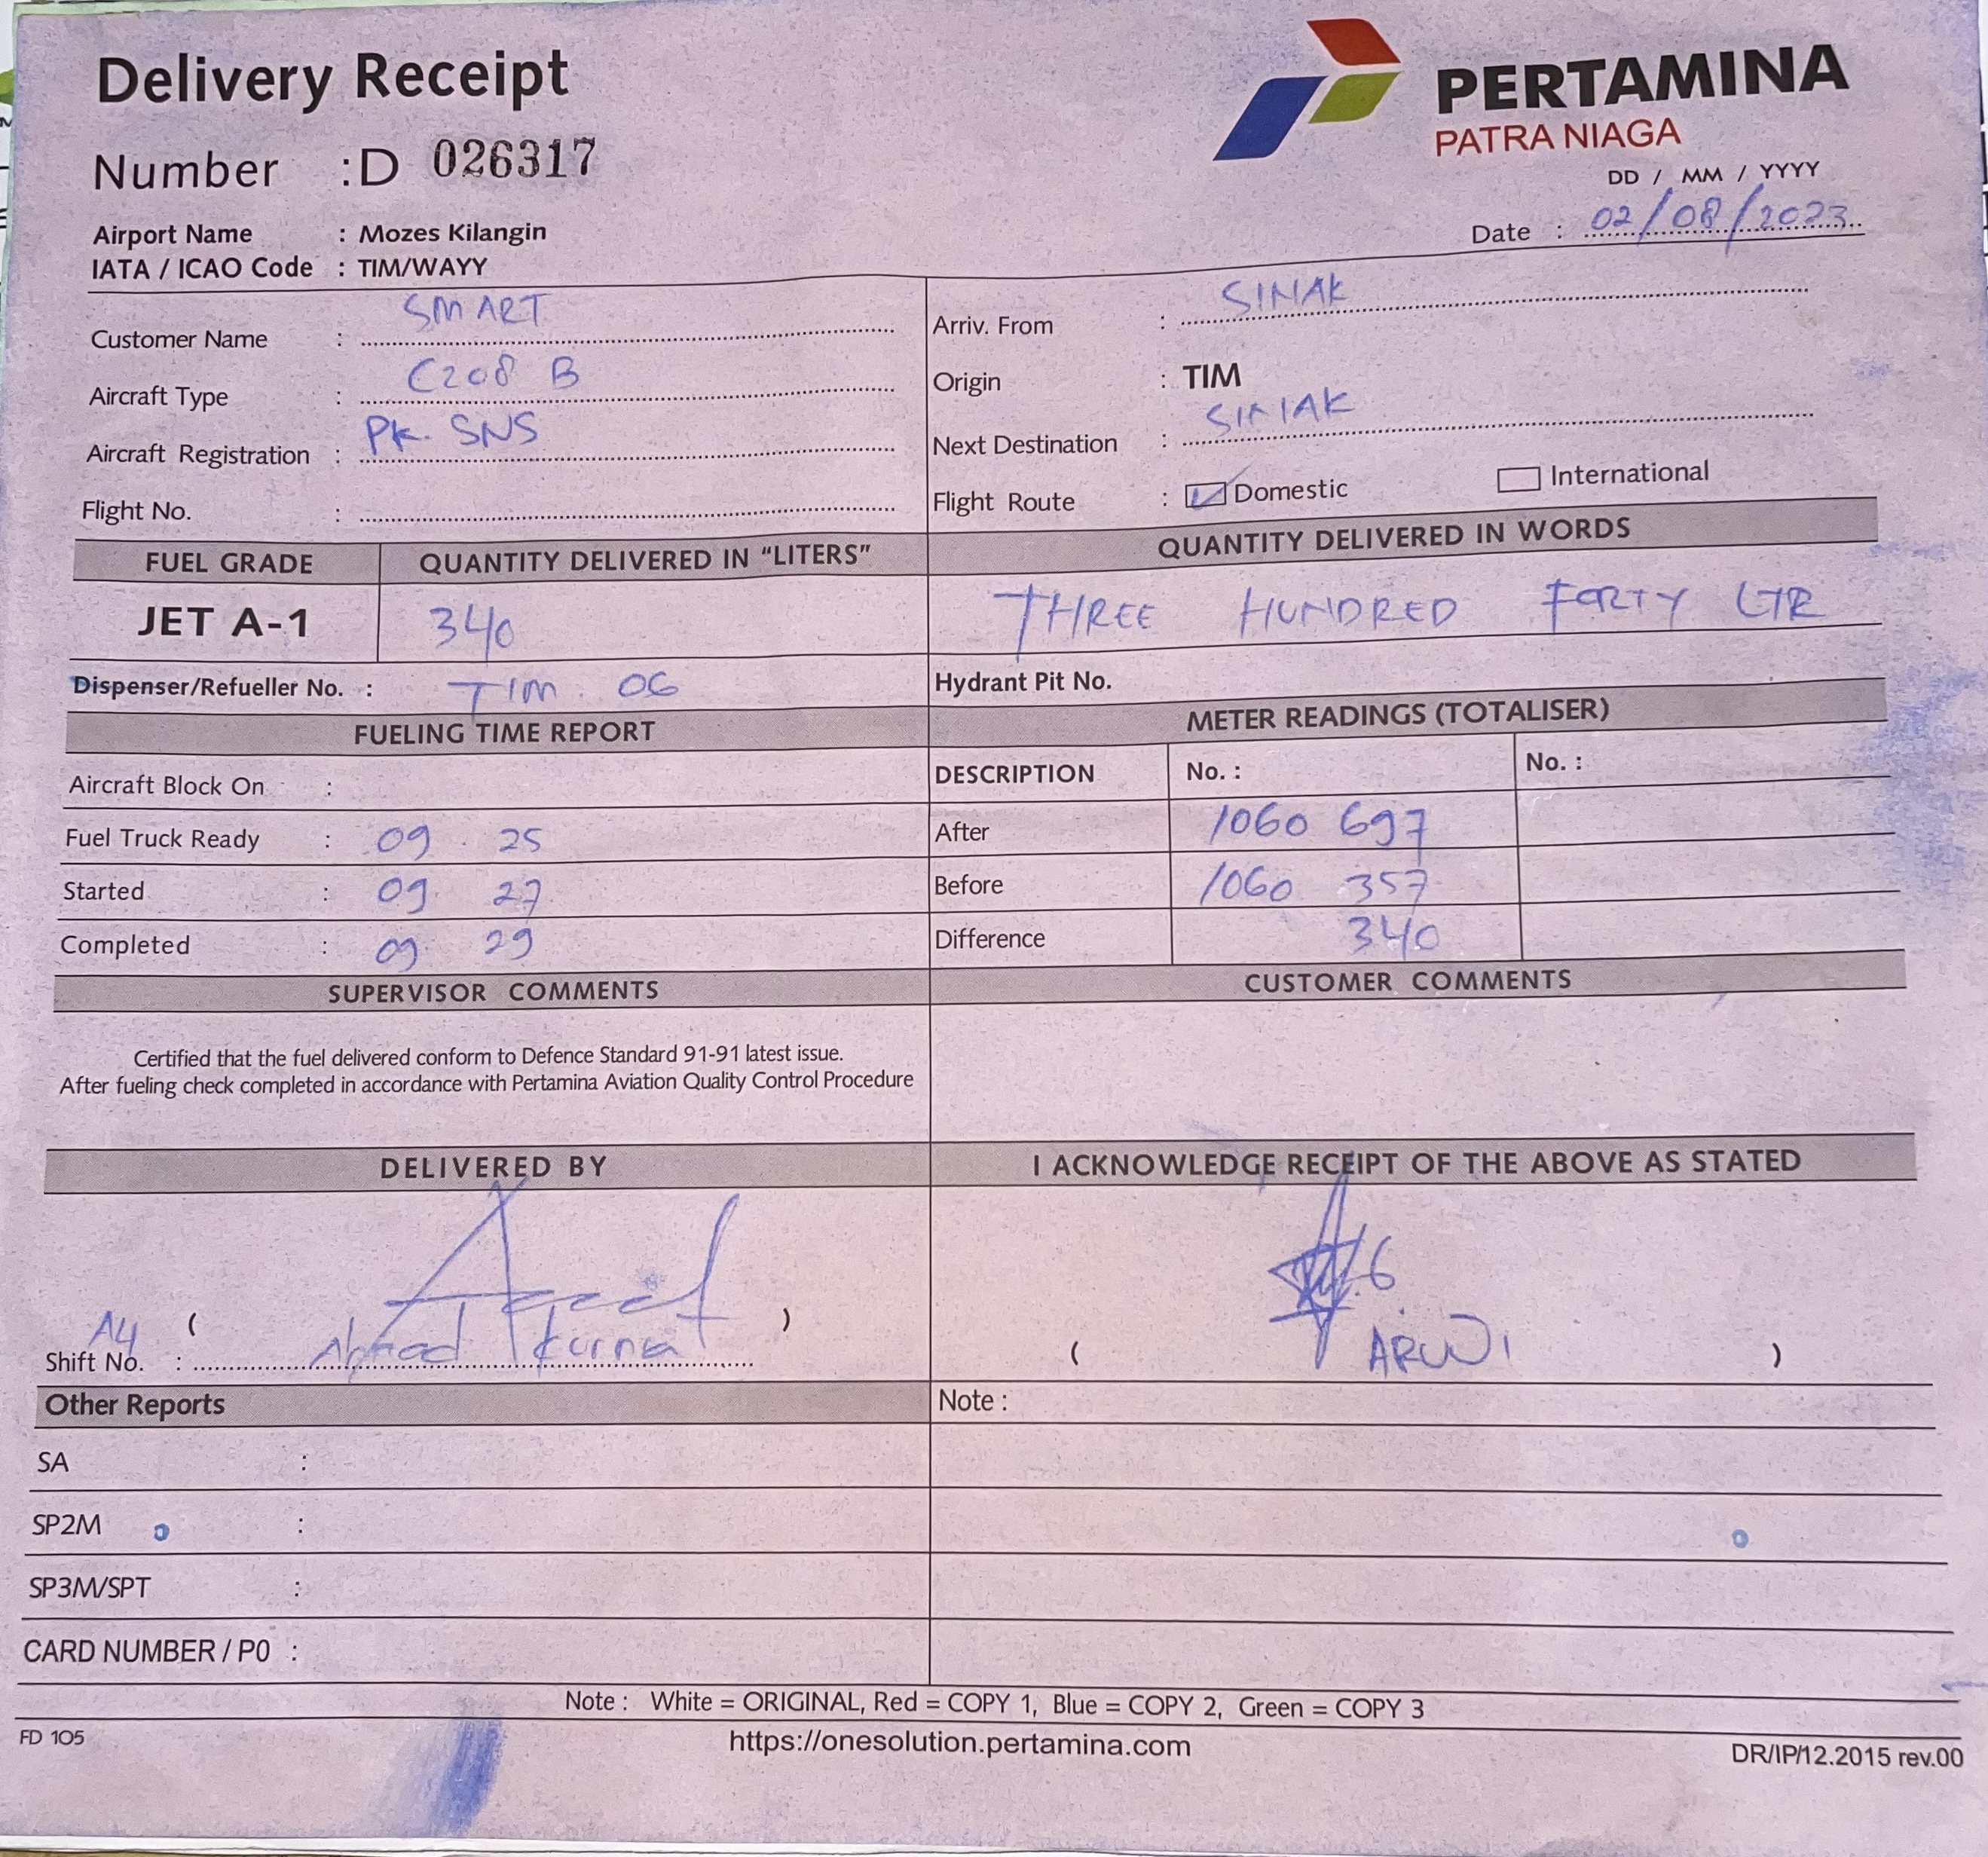 Delivery Receipt
PERTAMINA
PATRA NIAGA
Number : D 026317
DD / MM / YYYY
Date : 02/08/2023
Airport Name : Mozes Kilangin
IATA / ICAO Code : TIM/WAYY
Customer Name : SMART
Aircraft Type : C208 B
Aircraft Registration : PK. SNS
Flight No. :
Arriv. From : SINAK
Origin : TIM
Next Destination : SINAK
Flight Route : Domestic International
FUEL GRADE QUANTITY DELIVERED IN "LITERS" QUANTITY DELIVERED IN WORDS
JET A-1 340 THREE HUNDRED FORTY LTR
Dispenser/Refueller No. : TIM 06 Hydrant Pit No.
FUELING TIME REPORT
Aircraft Block On :
Fuel Truck Ready : 09 . 25
Started : 09. 27
Completed : 09. 29
METER READINGS (TOTALISER)
DESCRIPTION No. : No. :
After 1060 697
Before 1060 357
Difference 340
SUPERVISOR COMMENTS
Certified that the fuel delivered conform to Defence Standard 91-91 latest issue.
After fueling check completed in accordance with Pertamina Aviation Quality Control Procedure
CUSTOMER COMMENTS
DELIVERED BY
A4 ( )
Shift No. :
I ACKNOWLEDGE RECEIPT OF THE ABOVE AS STATED
( )
Other Reports Note :
SA :
SP2M :
SP3M/SPT :
CARD NUMBER / PO :
Note : White = ORIGINAL, Red = COPY 1, Blue = COPY 2, Green = COPY 3
FD 105
https://onesolution.pertamina.com
DR/IP/12.2015 rev.00